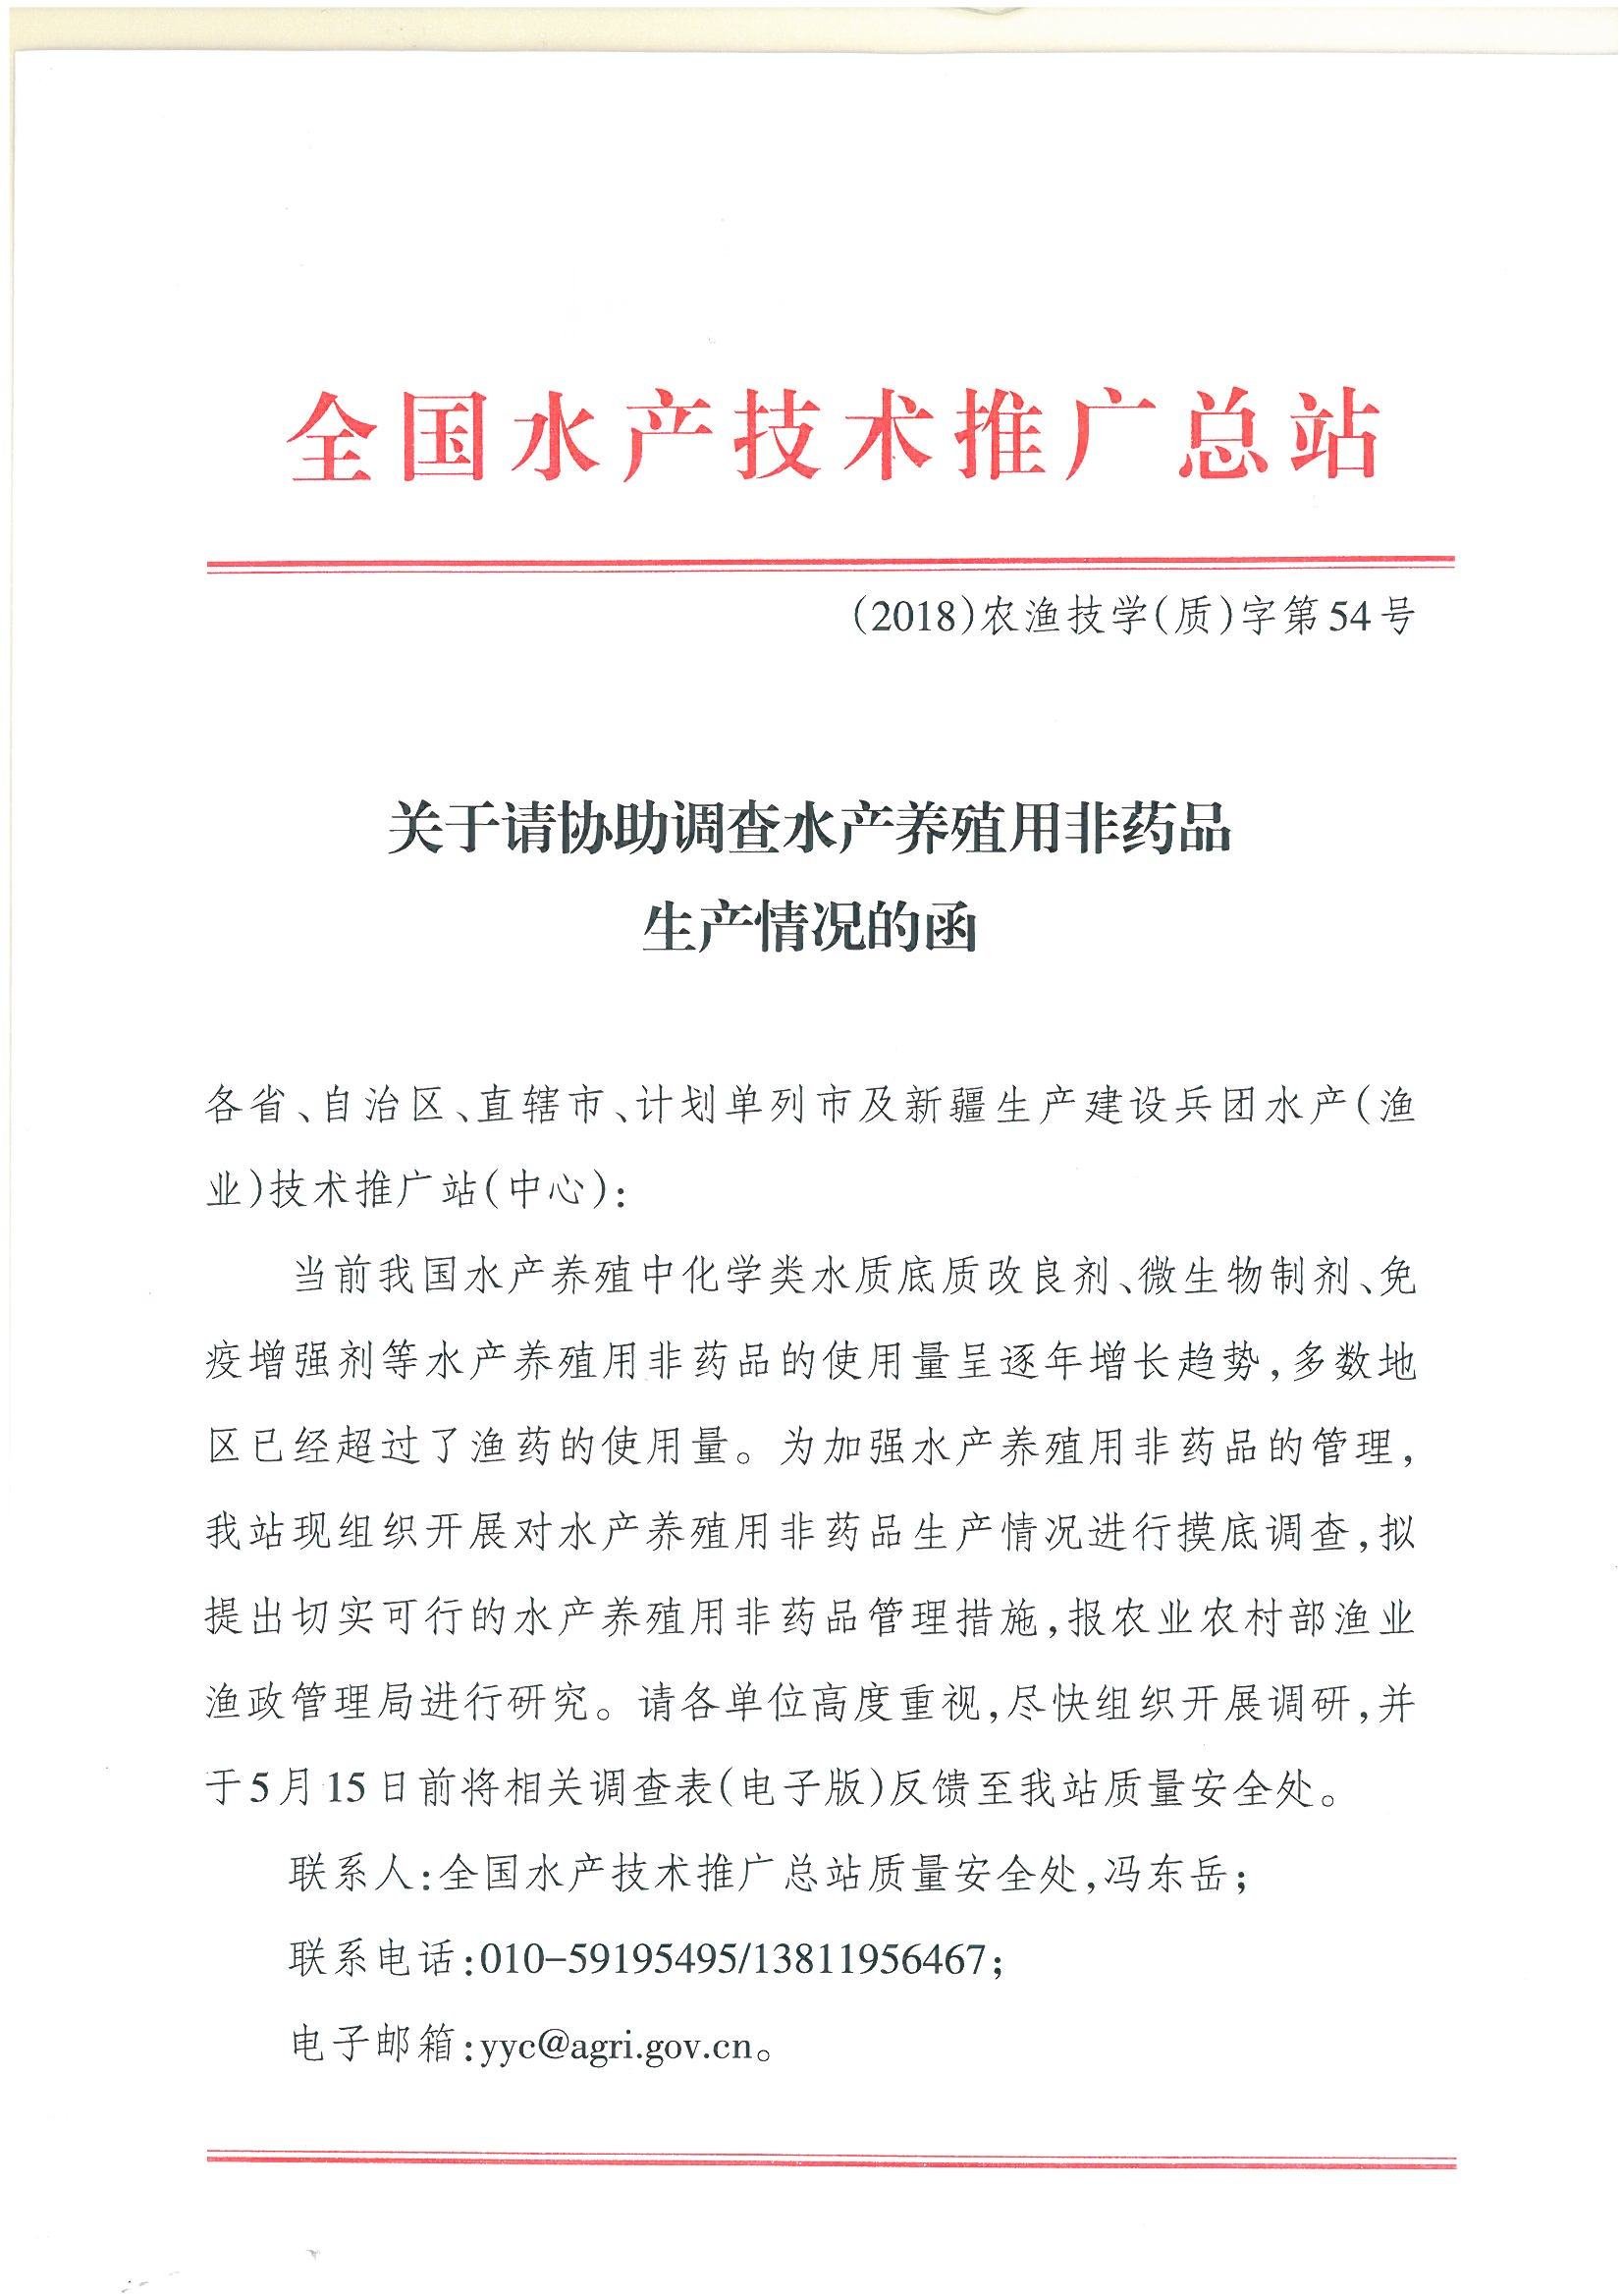 全国水产技术推广总站
(2018)农渔技学(质)字第54号
关于请协助调查水产养殖用非药品
生产情况的函
各省、自治区、直辖市、计划单列市及新疆生产建设兵团水产(渔
业)技术推广站(中心):
当前我国水产养殖中化学类水质底质改良剂、微生物制剂、免
疫增强剂等水产养殖用非药品的使用量呈逐年增长趋势,多数地
区已经超过了渔药的使用量。为加强水产养殖用非药品的管理,
我站现组织开展对水产养殖用非药品生产情况进行摸底调查,拟
提出切实可行的水产养殖用非药品管理措施,报农业农村部渔业
渔政管理局进行研究。请各单位高度重视,尽快组织开展调研,并
于5月15日前将相关调查表(电子版)反馈至我站质量安全处。
联系人:全国水产技术推广总站质量安全处,冯东岳;
联系电话:010-59195495/13811956467;
电子邮箱:yyc@agri.gov.cn。